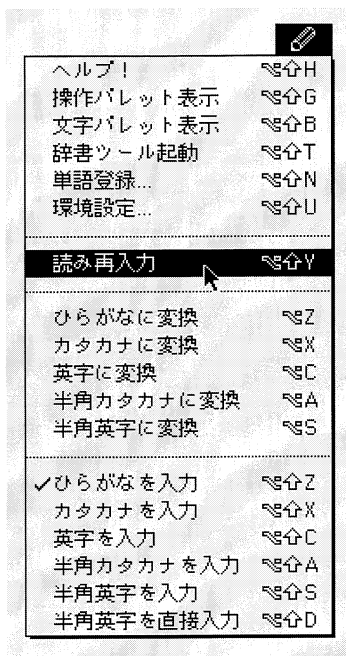 ヘルプ! ⌥⇧H
操作パレット表示 ⌥⇧G
文字パレット表示 ⌥⇧B
辞書ツール起動 ⌥⇧T
単語登録... ⌥⇧N
環境設定... ⌥⇧U
読み再入力 ⌥⇧Y
ひらがなに変換 ⌥Z
カタカナに変換 ⌥X
英字に変換 ⌥C
半角カタカナに変換 ⌥A
半角英字に変換 ⌥S
✓ひらがなを入力 ⌥⇧Z
カタカナを入力 ⌥⇧X
英字を入力 ⌥⇧C
半角カタカナを入力 ⌥⇧A
半角英字を入力 ⌥⇧S
半角英字を直接入力 ⌥⇧D